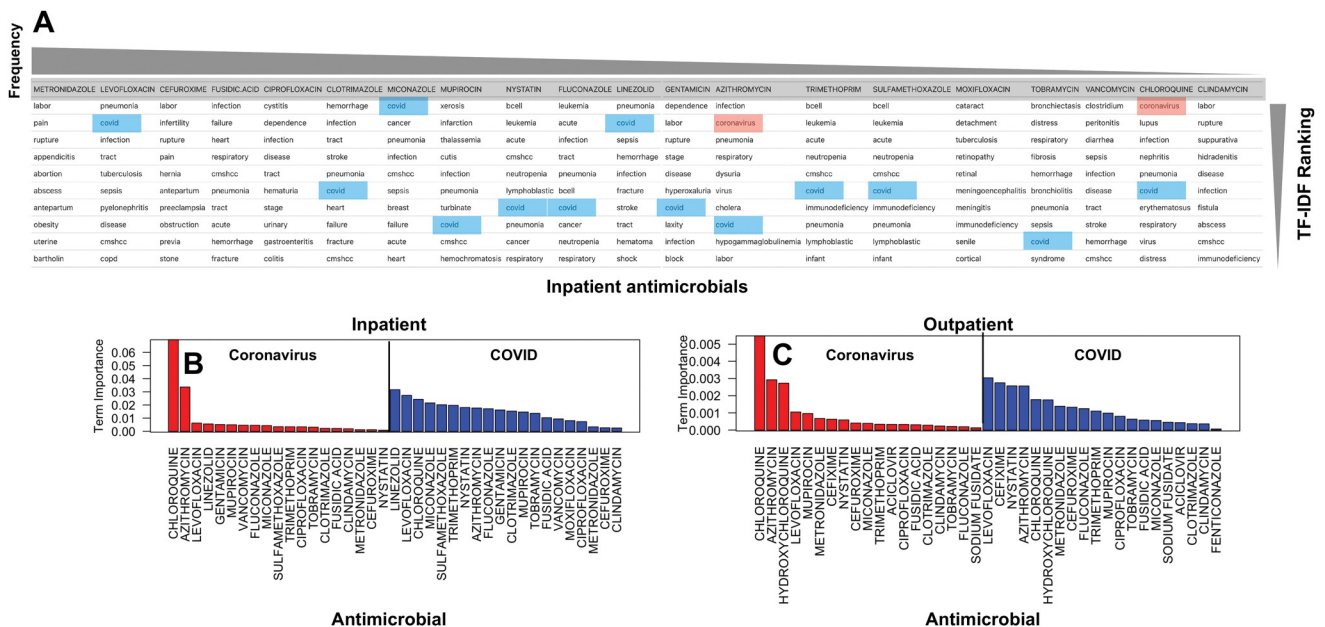 A
Frequency
METRONIDAZOLE LEVOFLOXACIN CEFUROXIME FUSIDIC.ACID CIPROFLOXACIN CLOTRIMAZOLE MICONAZOLE MUPIROCIN NYSTATIN FLUCONAZOLE LINEZOLID GENTAMICIN AZITHROMYCIN TRIMETHOPRIM SULFAMETHOXAZOLE MOXIFLOXACIN TOBRAMYCIN VANCOMYCIN CHLOROQUINE CLINDAMYCIN
labor pneumonia labor infection cystitis hemorrhage covid xerosis bcell leukemia pneumonia dependence infection bcell bcell cataract bronchiectasis clostridium coronavirus labor
pain covid infertility failure dependence infection cancer infarction leukemia acute covid labor coronavirus leukemia leukemia detachment distress peritonitis lupus rupture
rupture infection rupture heart infection tract pneumonia thalassemia acute infection sepsis rupture pneumonia acute acute tuberculosis respiratory diarrhea infection suppurativa
appendicitis tract pain respiratory disease stroke infection cutis cmshcc tract hemorrhage stage respiratory neutropenia neutropenia retinopathy fibrosis sepsis nephritis hidradenitis
abortion tuberculosis hernia cmshcc tract pneumonia cmshcc infection neutropenia pneumonia infection disease dysuria cmshcc cmshcc retinal hemorrhage infection pneumonia disease
abscess sepsis antepartum pneumonia hematuria covid sepsis pneumonia lymphoblastic bcell fracture hyperoxaluria virus covid covid meningoencephalitis bronchiolitis disease covid infection
antepartum pyelonephritis preeclampsia tract stage heart breast turbinate covid covid stroke covid cholera immunodeficiency immunodeficiency meningitis pneumonia tract erythematosus fistula
obesity disease obstruction acute urinary failure failure covid pneumonia cancer tract laxity covid pneumonia pneumonia immunodeficiency sepsis stroke respiratory abscess
uterine cmshcc previa hemorrhage gastroenteritis fracture acute cmshcc cancer neutropenia hematoma infection hypogammaglobulinemia lymphoblastic lymphoblastic senile covid hemorrhage virus cmshcc
bartholin copd stone fracture colitis cmshcc heart hemochromatosis respiratory respiratory shock block labor infant infant cortical syndrome cmshcc distress immunodeficiency
TF-IDF Ranking
Inpatient antimicrobials
Inpatient
B
Coronavirus
COVID
Term Importance
0.06
0.05
0.04
0.03
0.02
0.01
0.00
CHLOROQUINE
AZITHROMYCIN
LEVOFLOXACIN
LINEZOLID
GENTAMICIN
MUPIROCIN
VANCOMYCIN
FLUCONAZOLE
MICONAZOLE
SULFAMETHOXAZOLE
TRIMETHOPRIM
CIPROFLOXACIN
TOBRAMYCIN
CLOTRIMAZOLE
FUSIDIC ACID
CLINDAMYCIN
METRONIDAZOLE
CEFUROXIME
NYSTATIN
LINEZOLID
LEVOFLOXACIN
CHLOROQUINE
MICONAZOLE
SULFAMETHOXAZOLE
TRIMETHOPRIM
NYSTATIN
AZITHROMYCIN
FLUCONAZOLE
GENTAMICIN
CLOTRIMAZOLE
MUPIROCIN
TOBRAMYCIN
FUSIDIC ACID
VANCOMYCIN
MOXIFLOXACIN
CIPROFLOXACIN
METRONIDAZOLE
CEFUROXIME
CLINDAMYCIN
Antimicrobial
Outpatient
C
Coronavirus
COVID
Term Importance
0.005
0.004
0.003
0.002
0.001
0.000
CHLOROQUINE
AZITHROMYCIN
HYDROXYCHLOROQUINE
LEVOFLOXACIN
MUPIROCIN
METRONIDAZOLE
CEFIXIME
NYSTATIN
CEFUROXIME
MICONAZOLE
TRIMETHOPRIM
ACICLOVIR
CIPROFLOXACIN
FUSIDIC ACID
CLOTRIMAZOLE
CLINDAMYCIN
TOBRAMYCIN
FLUCONAZOLE
SODIUM FUSIDATE
LEVOFLOXACIN
CEFIXIME
NYSTATIN
AZITHROMYCIN
CHLOROQUINE
HYDROXYCHLOROQUINE
METRONIDAZOLE
CEFUROXIME
FLUCONAZOLE
TRIMETHOPRIM
MUPIROCIN
CIPROFLOXACIN
TOBRAMYCIN
FUSIDIC ACID
MICONAZOLE
SODIUM FUSIDATE
ACICLOVIR
CLOTRIMAZOLE
CLINDAMYCIN
FENTICONAZOLE
Antimicrobial